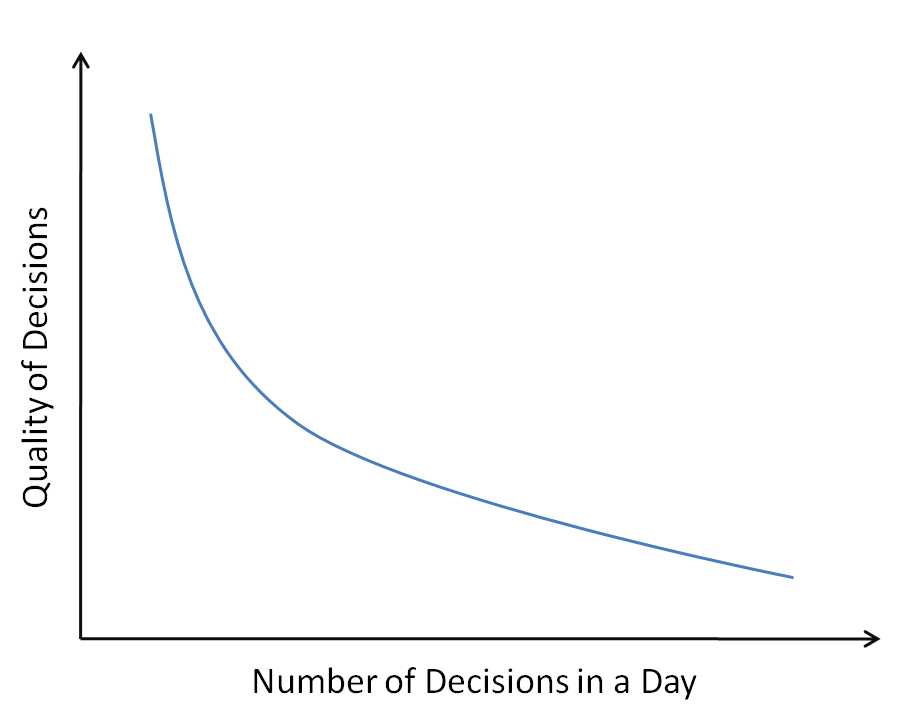 Quality of Decisions
Number of Decisions in a Day